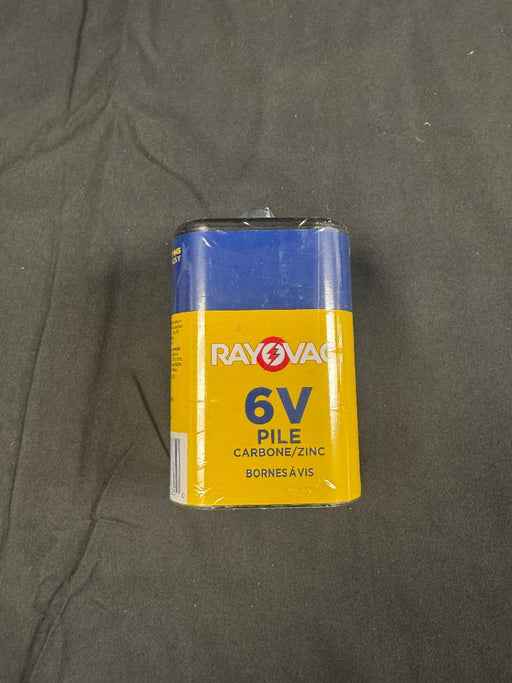 RAYOVAC
6V
PILE
CARBONE/ZINC
BORNES À VIS